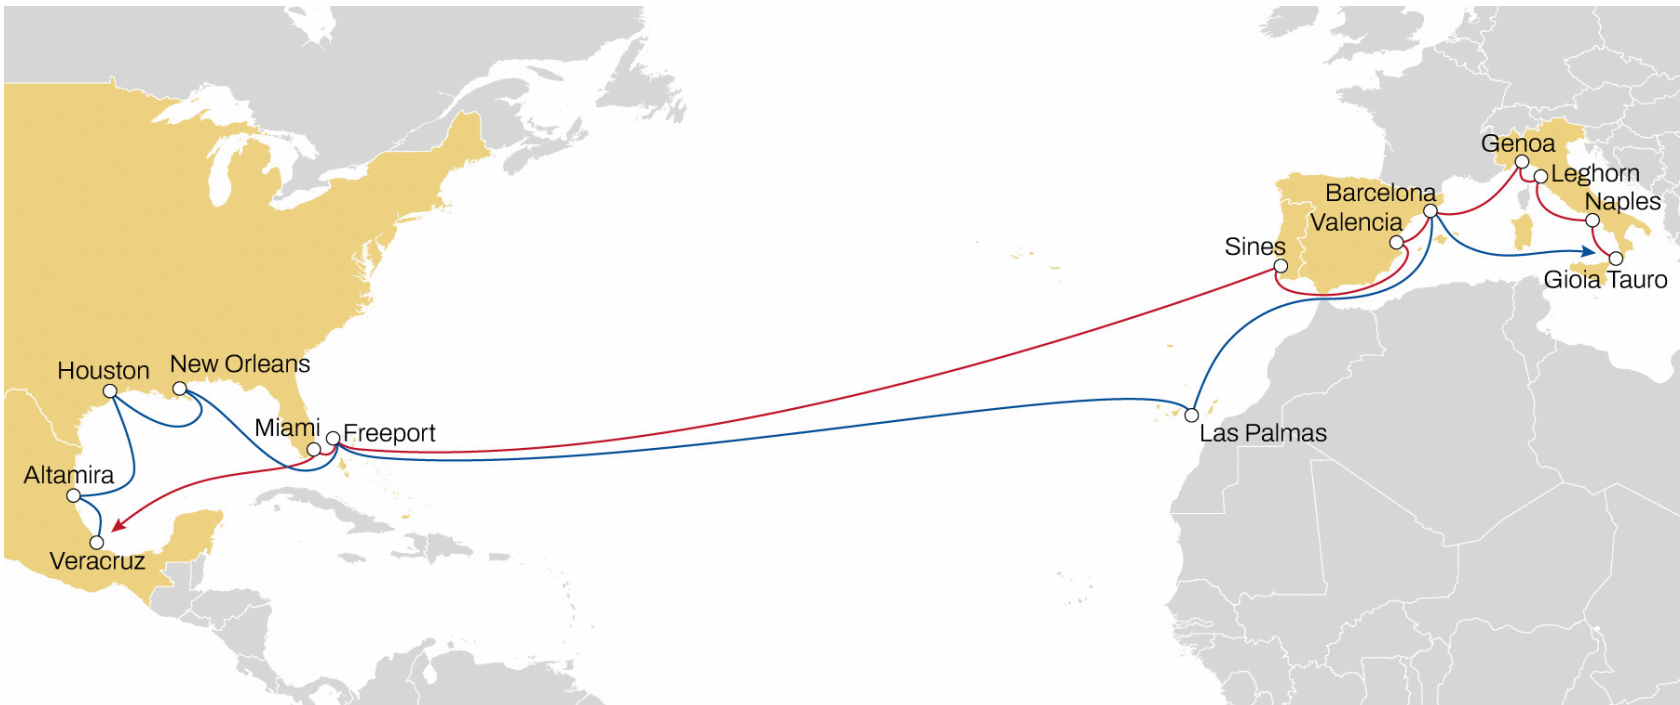 Genoa
Leghorn
Barcelona
Naples
Valencia
Sines
Gioia Tauro
New Orleans
Houston
Miami
Freeport
Las Palmas
Altamira
Veracruz